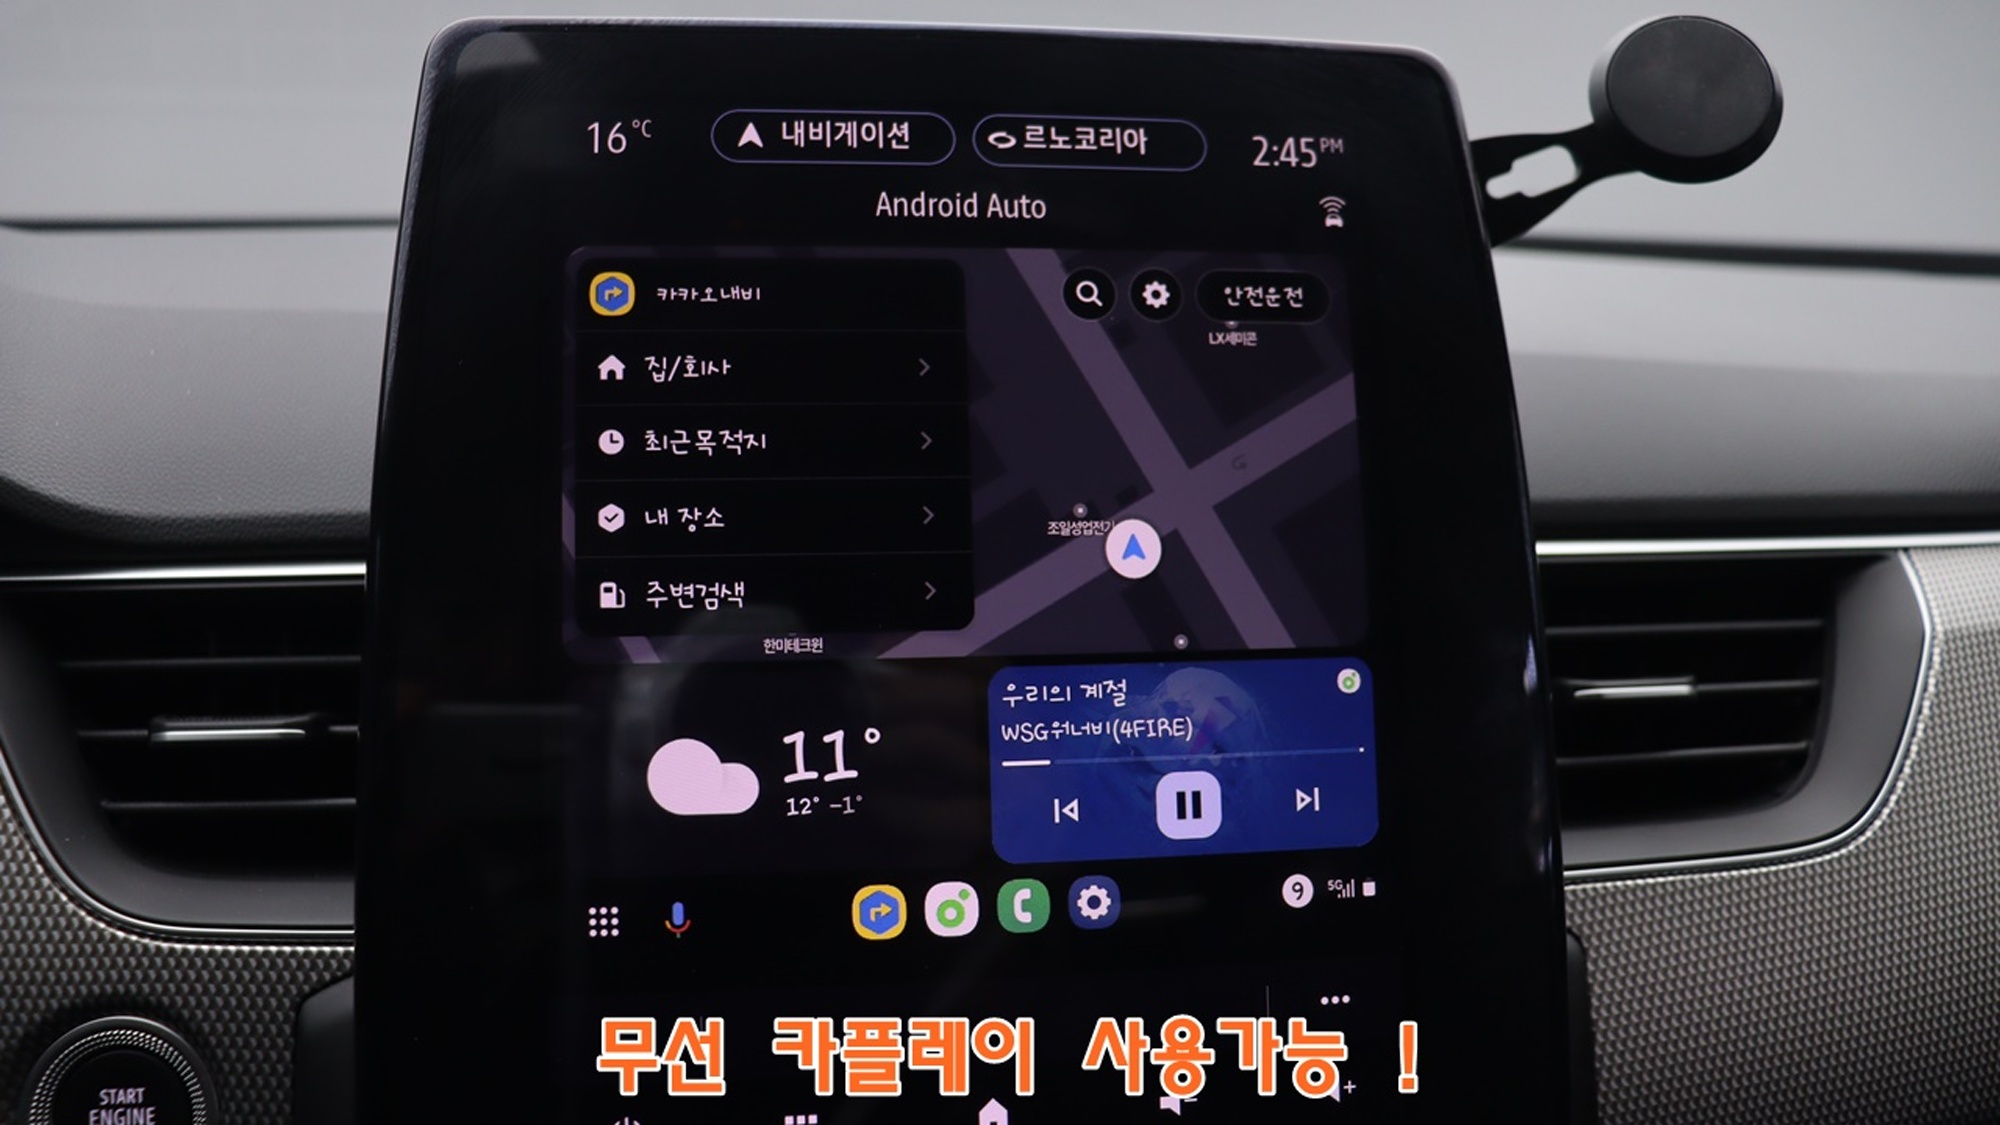 16°C
내비게이션
르노코리아
2:45PM
Android Auto
카카오내비
안전운전
LX세미콘
집/회사
최근목적지
내 장소
조일성업전기
주변검색
한미테크윈
우리의 계절
WSG워너비(4FIRE)
11°
12° -1°
9
5G
무선 카플레이 사용가능 !
START
ENGINE